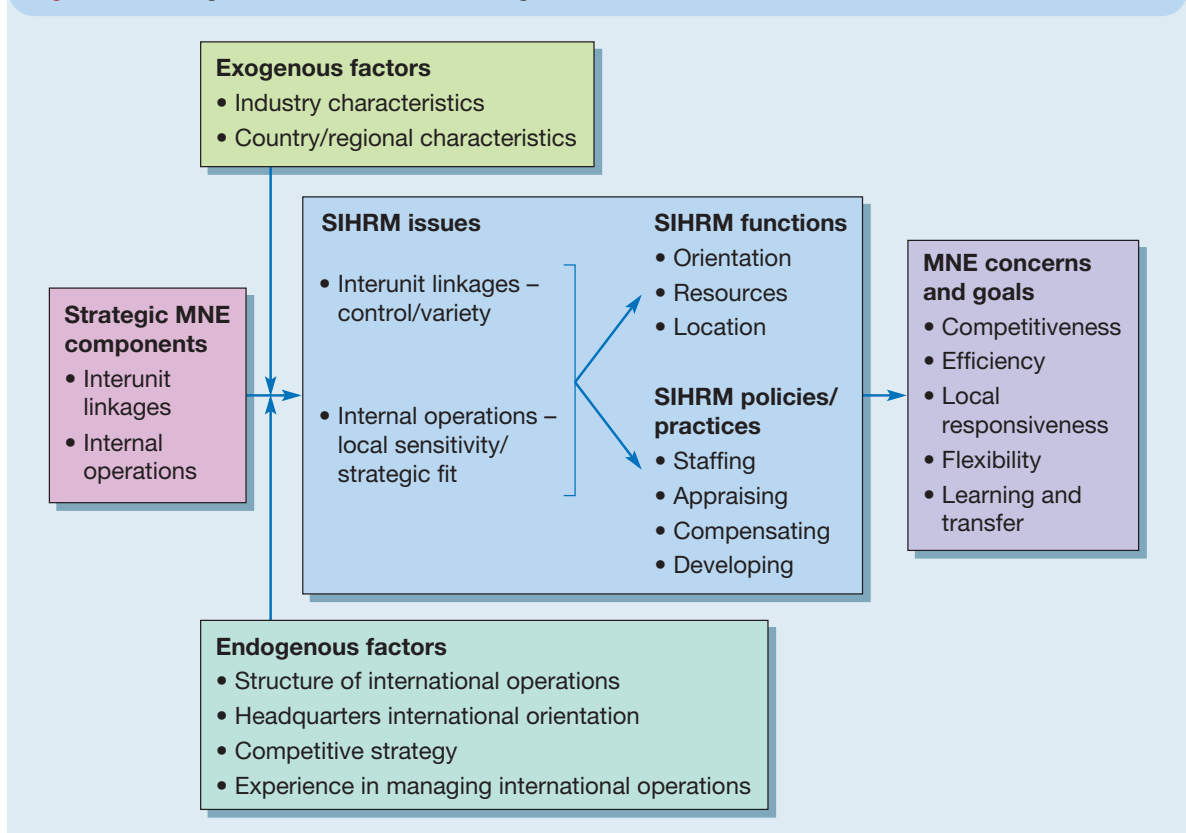 Exogenous factors
• Industry characteristics
• Country/regional characteristics
Strategic MNE
components
• Interunit
linkages
• Internal
operations
SIHRM issues
• Interunit linkages –
control/variety
• Internal operations –
local sensitivity/
strategic fit
SIHRM functions
• Orientation
• Resources
• Location
SIHRM policies/
practices
• Staffing
• Appraising
• Compensating
• Developing
MNE concerns
and goals
• Competitiveness
• Efficiency
• Local
responsiveness
• Flexibility
• Learning and
transfer
Endogenous factors
• Structure of international operations
• Headquarters international orientation
• Competitive strategy
• Experience in managing international operations